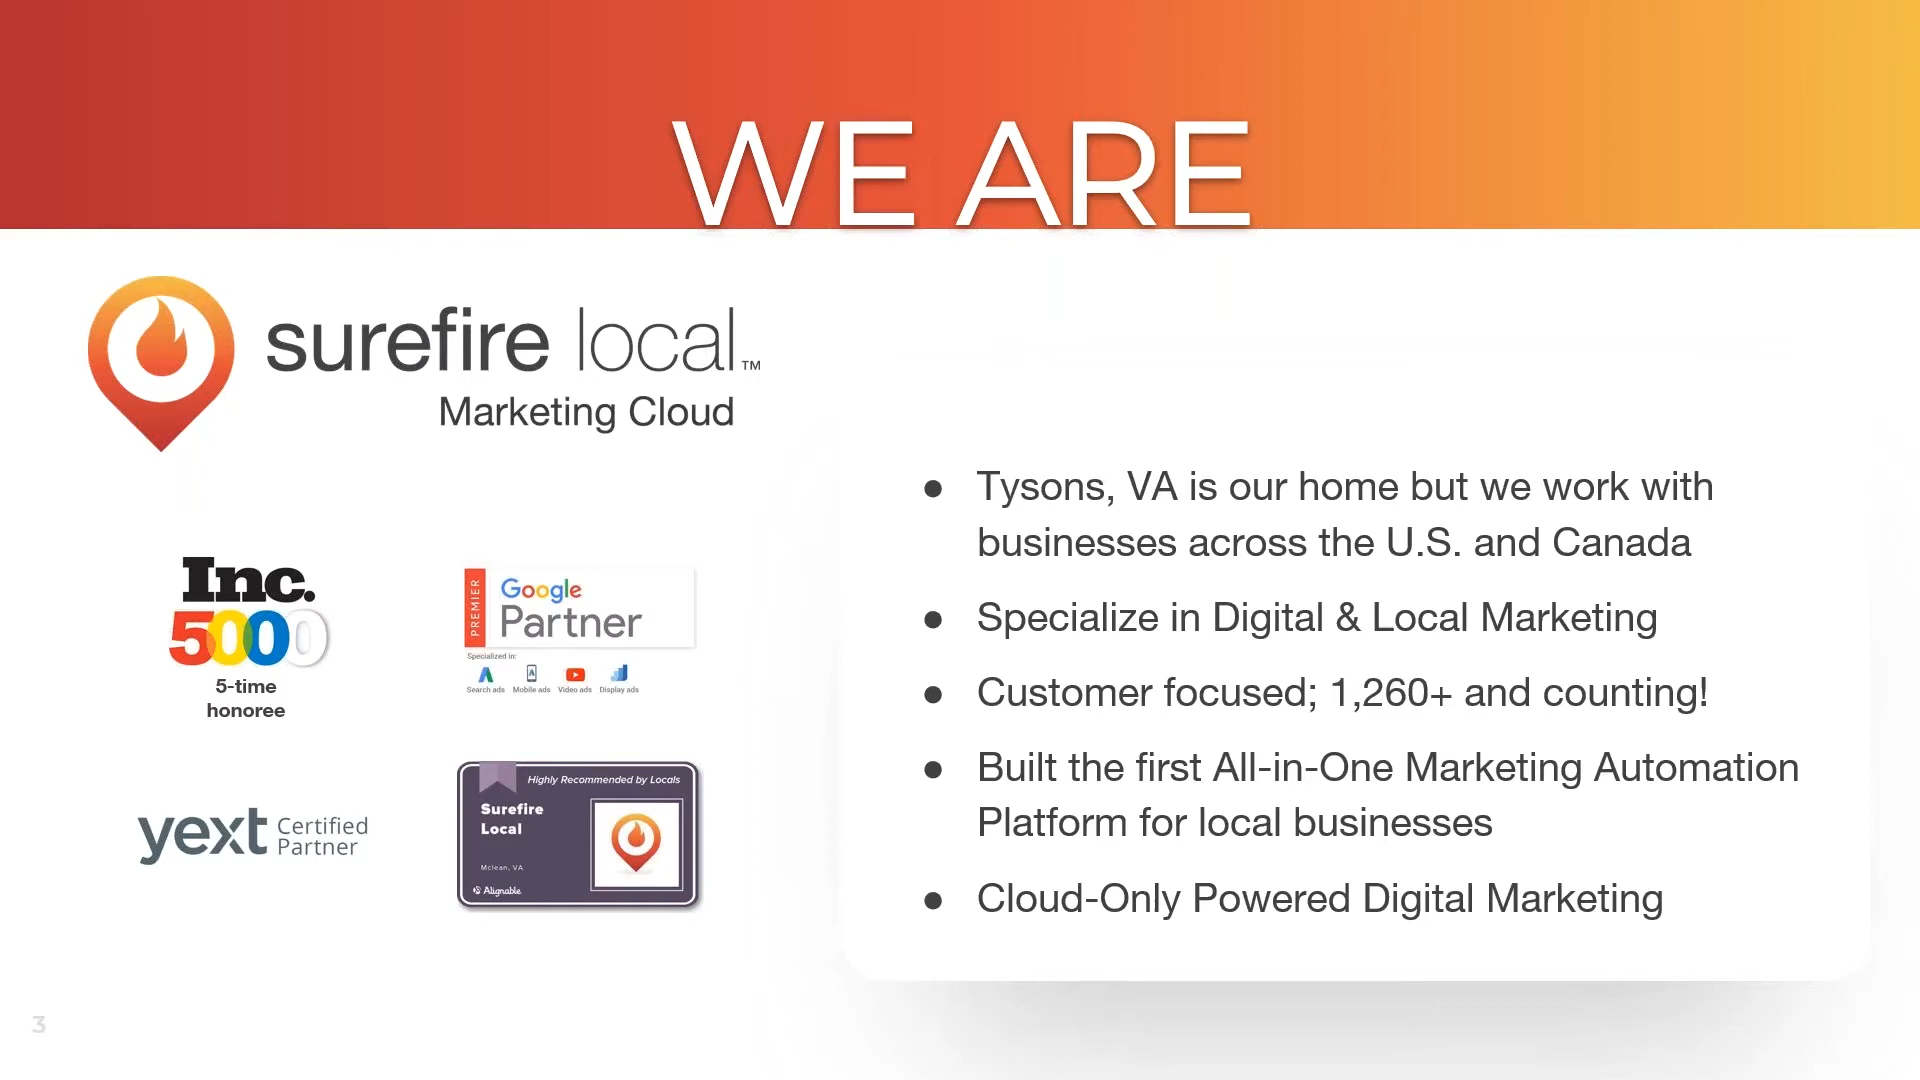 WE ARE
surefire local™
Marketing Cloud
Inc.
5000
5-time
honoree
PREMIER
Google
Partner
Specialized in:
Search ads Mobile ads Video ads Display ads
yext Certified
Partner
Highly Recommended by Locals
Surefire
Local
Mclean, VA
Alignable
● Tysons, VA is our home but we work with
businesses across the U.S. and Canada
● Specialize in Digital & Local Marketing
● Customer focused; 1,260+ and counting!
● Built the first All-in-One Marketing Automation
Platform for local businesses
● Cloud-Only Powered Digital Marketing
3